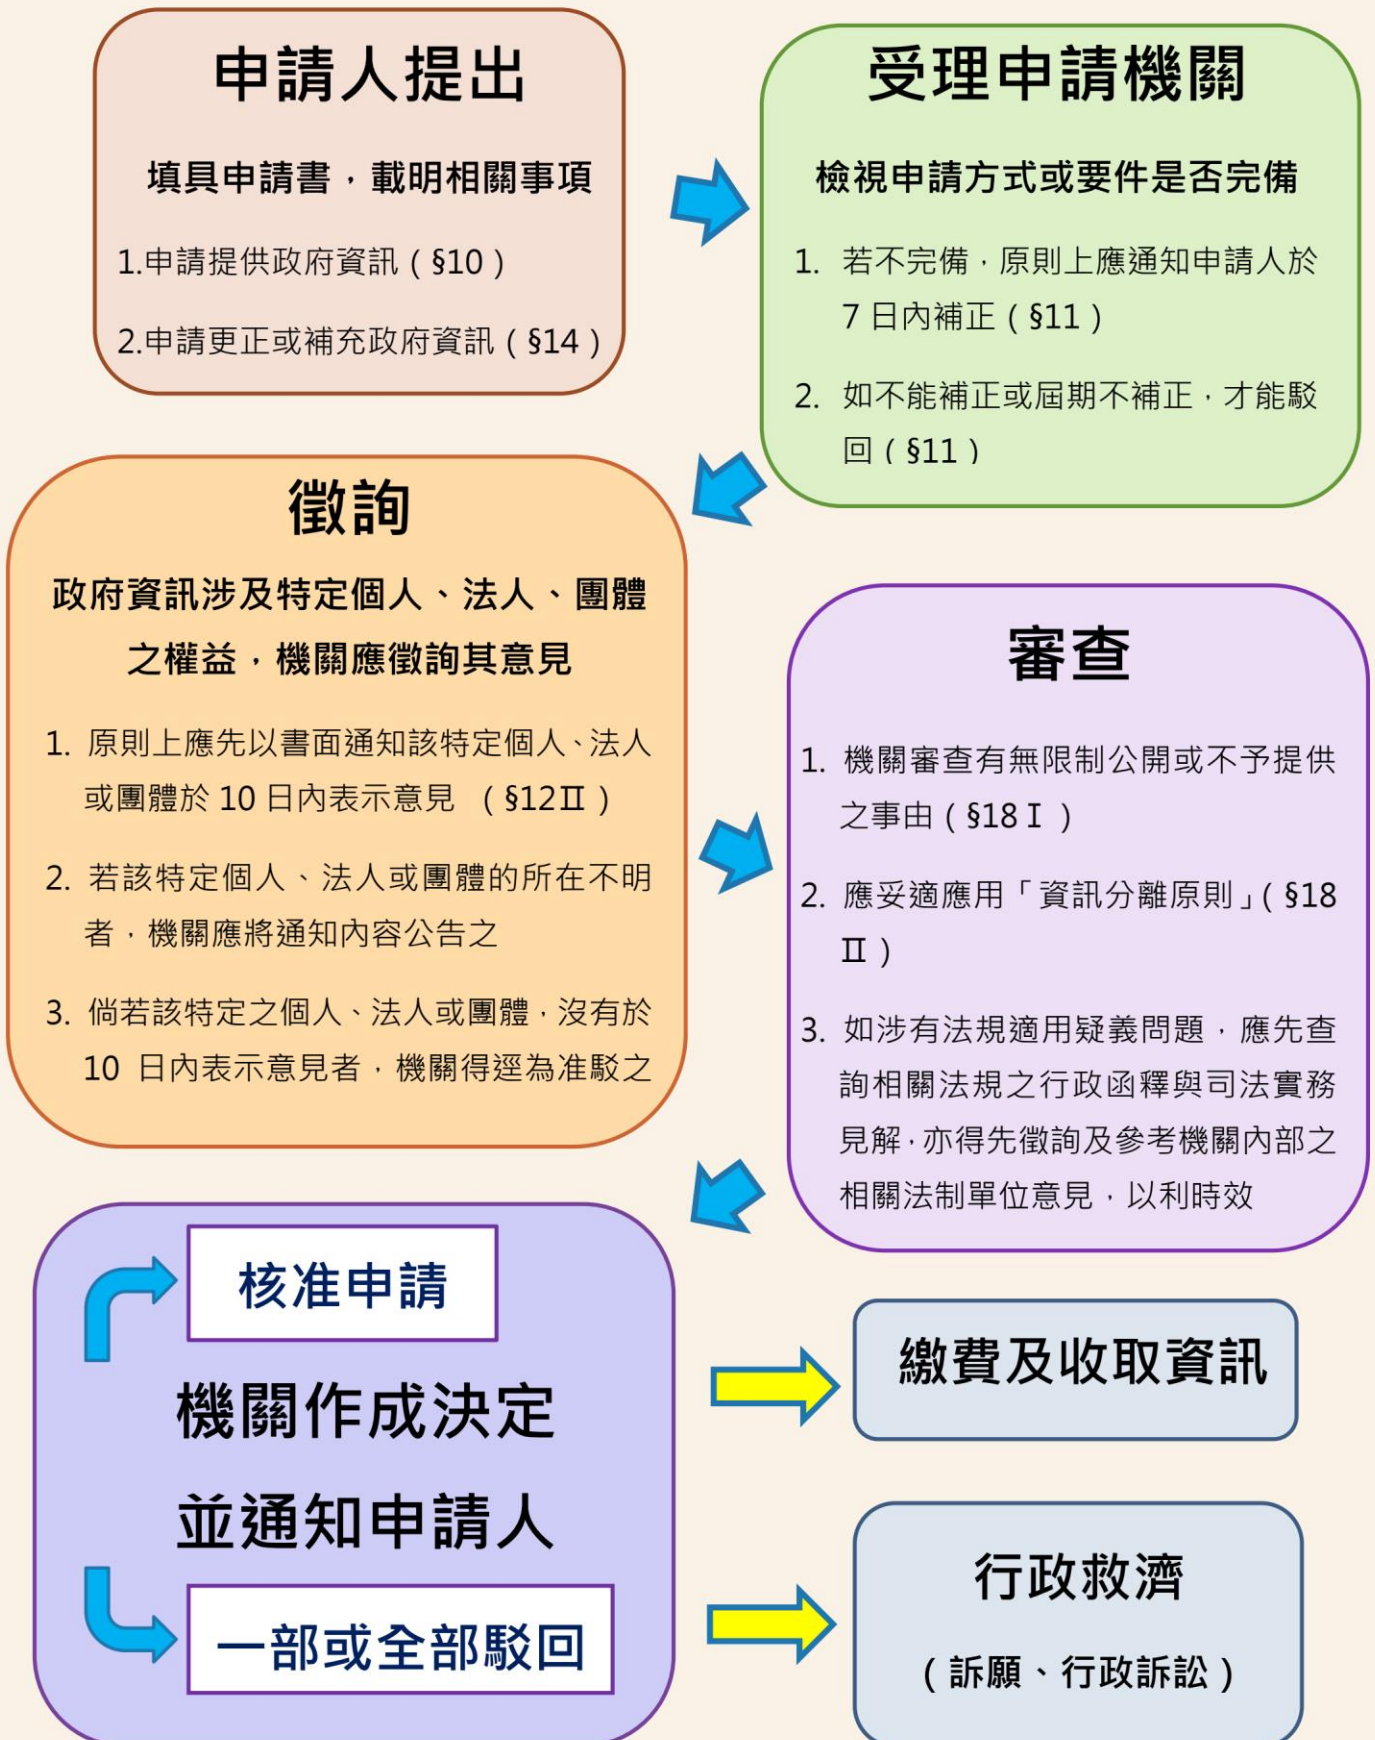 申請人提出
填具申請書，載明相關事項
1.申請提供政府資訊（§10）
2.申請更正或補充政府資訊（§14）
受理申請機關
檢視申請方式或要件是否完備
1. 若不完備，原則上應通知申請人於
7 日內補正（§11）
2. 如不能補正或屆期不補正，才能駁
回（§11）
徵詢
政府資訊涉及特定個人、法人、團體
之權益，機關應徵詢其意見
1. 原則上應先以書面通知該特定個人、法人
或團體於 10 日內表示意見 （§12Ⅱ）
2. 若該特定個人、法人或團體的所在不明
者，機關應將通知內容公告之
3. 倘若該特定之個人、法人或團體，沒有於
10 日內表示意見者，機關得逕為准駁之
審查
1. 機關審查有無限制公開或不予提供
之事由（§18Ⅰ）
2. 應妥適應用「資訊分離原則」（§18
Ⅱ）
3. 如涉有法規適用疑義問題，應先查
詢相關法規之行政函釋與司法實務
見解，亦得先徵詢及參考機關內部之
相關法制單位意見，以利時效
核准申請
機關作成決定
並通知申請人
一部或全部駁回
繳費及收取資訊
行政救濟
（訴願、行政訴訟）